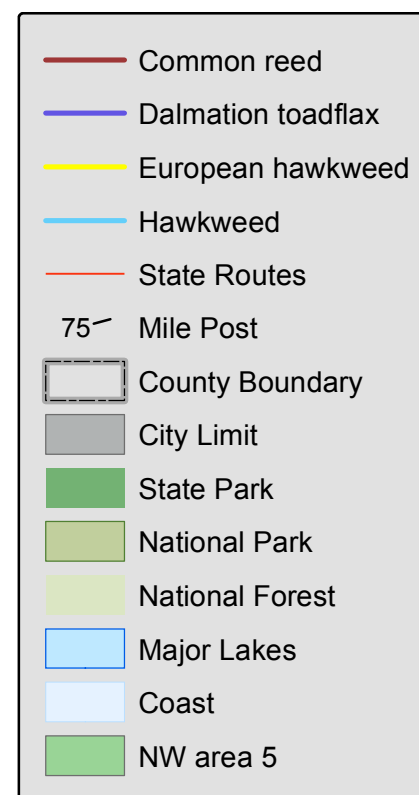 Common reed
Dalmation toadflax
European hawkweed
Hawkweed
State Routes
75 Mile Post
County Boundary
City Limit
State Park
National Park
National Forest
Major Lakes
Coast
NW area 5